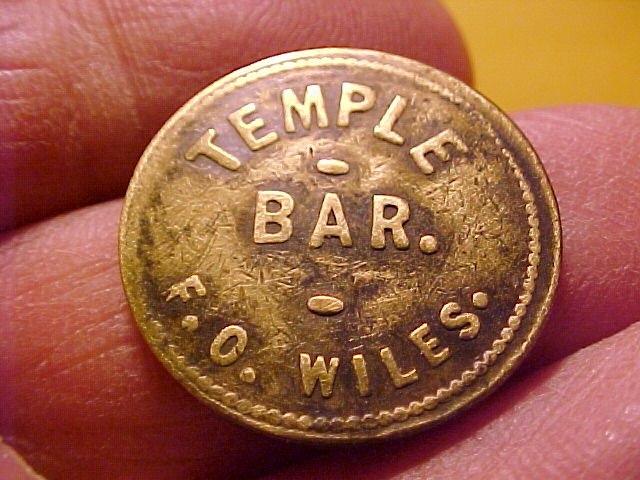 TEMPLE
BAR.
F. O. WILES.